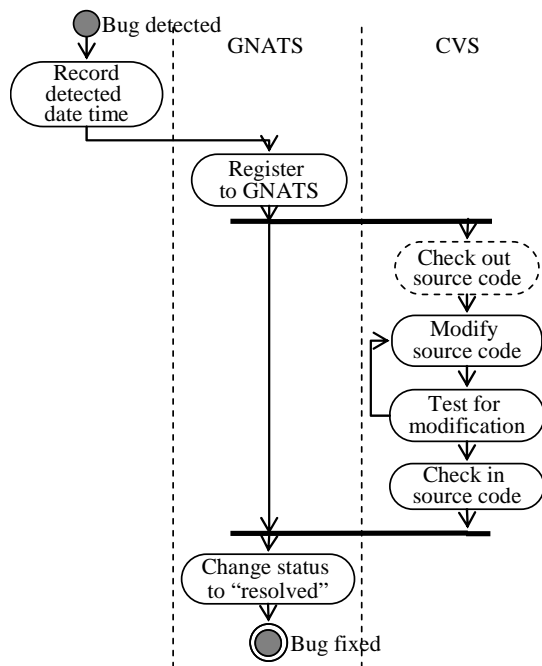 Bug detected
GNATS
CVS
Record
detected
date time
Register
to GNATS
Check out
source code
Modify
source code
Test for
modification
Check in
source code
Change status
to “resolved”
Bug fixed